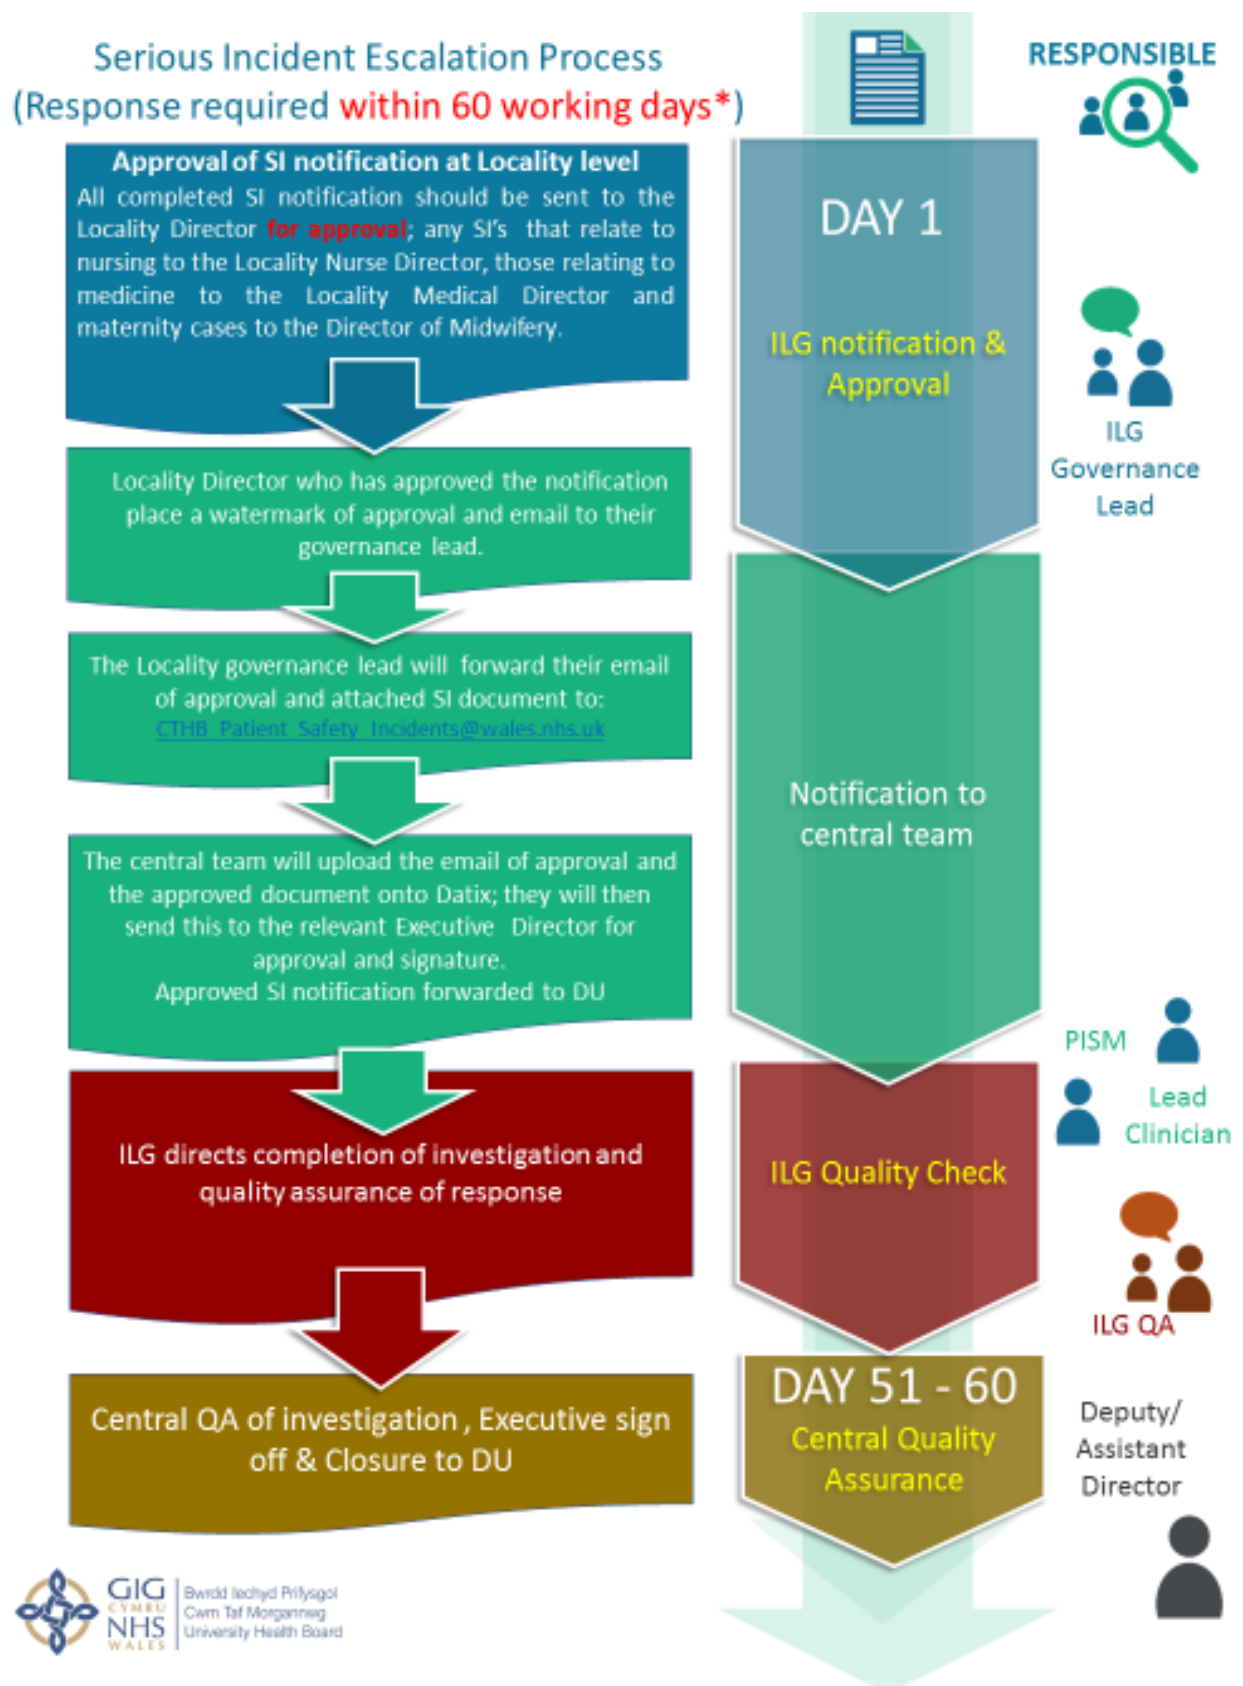 Serious Incident Escalation Process
(Response required within 60 working days*)
Approval of SI notification at Locality level
All completed SI notification should be sent to the
Locality Director for approval; any SI's that relate to
nursing to the Locality Nurse Director, those relating to
medicine to the Locality Medical Director and
maternity cases to the Director of Midwifery.
Locality Director who has approved the notification
place a watermark of approval and email to their
governance lead.
The Locality governance lead will forward their email
of approval and attached SI document to:
CTHB_Patient_Safety_Incidents@wales.nhs.uk
The central team will upload the email of approval and
the approved document onto Datix; they will then
send this to the relevant Executive Director for
approval and signature.
Approved SI notification forwarded to DU
ILG directs completion of investigation and
quality assurance of response
Central QA of investigation , Executive sign
off & Closure to DU
DAY 1
ILG notification &
Approval
Notification to
central team
ILG Quality Check
DAY 51 - 60
Central Quality
Assurance
RESPONSIBLE
ILG
Governance
Lead
PISM
Lead
Clinician
ILG QA
Deputy/
Assistant
Director
GIG
CYMRU
NHS
WALES
Bwrdd Iechyd Prifysgol
Cwm Taf Morgannwg
University Health Board